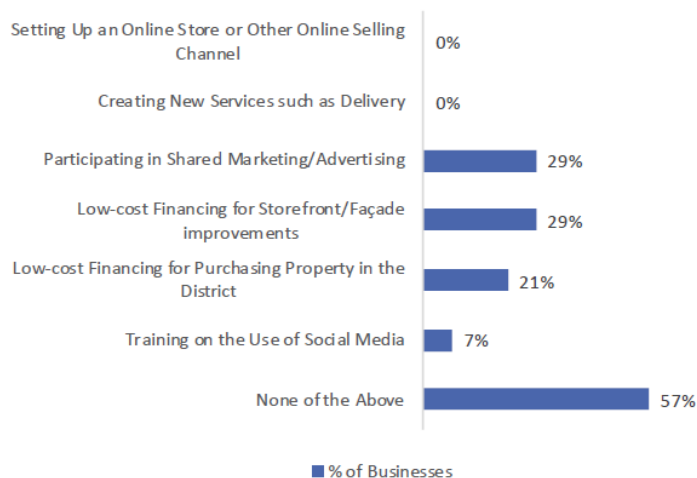 Setting Up an Online Store or Other Online Selling
Channel
0%
Creating New Services such as Delivery
0%
Participating in Shared Marketing/Advertising
29%
Low-cost Financing for Storefront/Façade
improvements
29%
Low-cost Financing for Purchasing Property in the
District
21%
Training on the Use of Social Media
7%
None of the Above
57%
% of Businesses